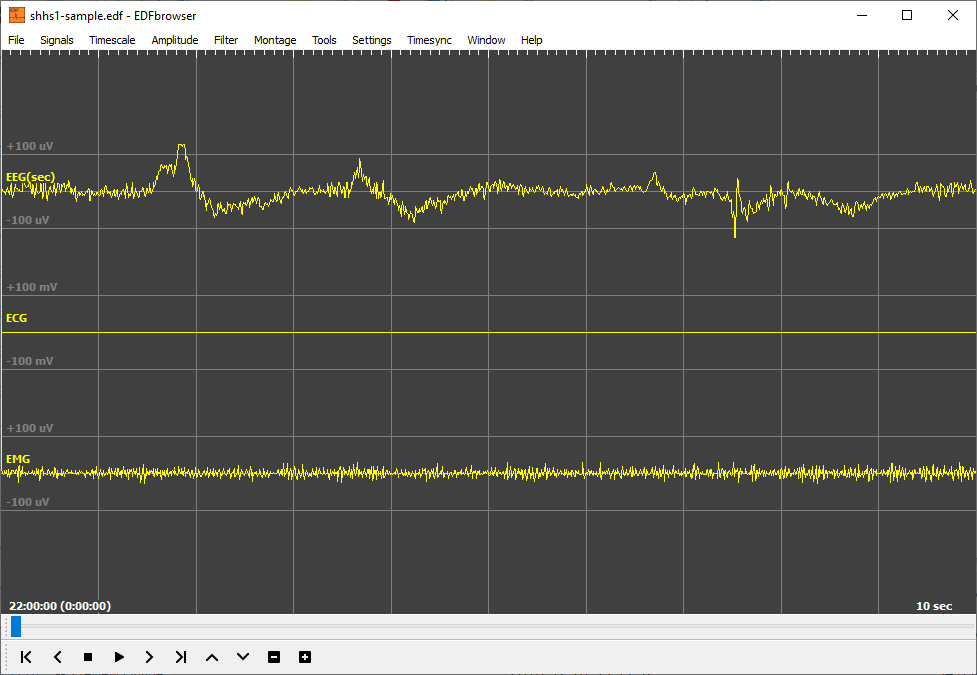 shhs1-sample.edf - EDFbrowser
File Signals Timescale Amplitude Filter Montage Tools Settings Timesync Window Help
+100 uV
EEG(sec)
-100 uV
+100 mV
ECG
-100 mV
+100 uV
EMG
-100 uV
22:00:00 (0:00:00) 10 sec